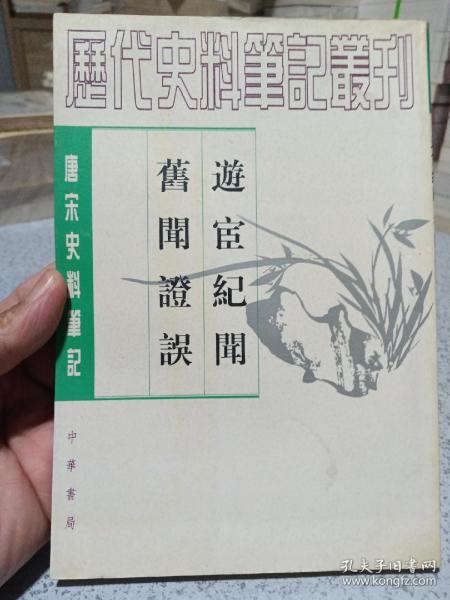 歷代史料筆記叢刊
唐宋史料筆記
遊宦紀聞
舊聞證誤
中華書局
孔夫子旧书网
www.kongfz.com